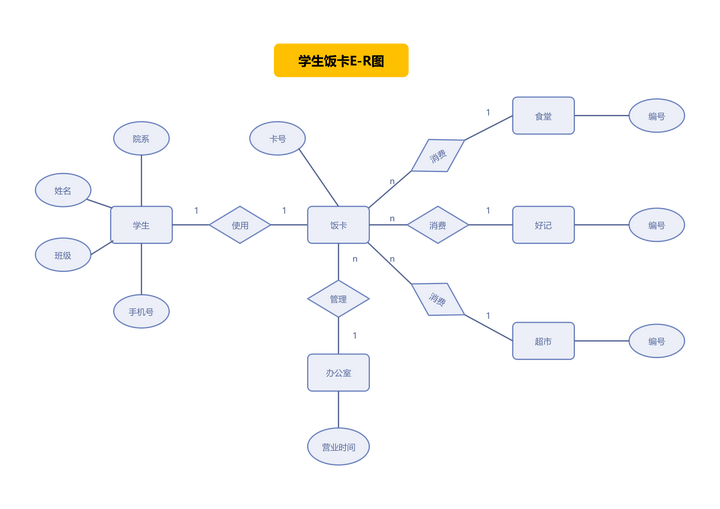 学生饭卡E-R图
食堂
编号
1
消费
n
院系
卡号
姓名
学生
1
使用
1
饭卡
n
消费
1
好记
编号
班级
n
n
管理
消费
手机号
1
1
超市
编号
办公室
营业时间